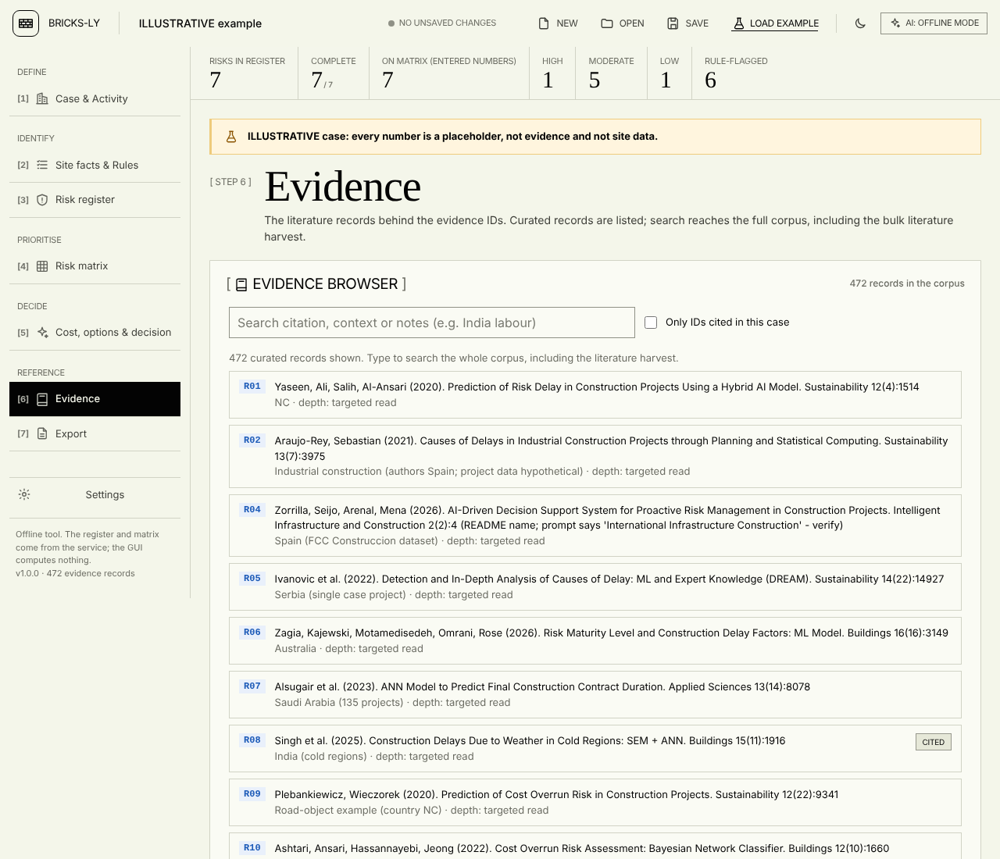 BRICKS-LY
ILLUSTRATIVE example
NO UNSAVED CHANGES
NEW
OPEN
SAVE
LOAD EXAMPLE
AI: OFFLINE MODE
DEFINE
[1] Case & Activity
IDENTIFY
[2] Site facts & Rules
[3] Risk register
PRIORITISE
[4] Risk matrix
DECIDE
[5] Cost, options & decision
REFERENCE
[6] Evidence
[7] Export
Settings
Offline tool. The register and matrix
come from the service; the GUI
computes nothing.
v1.0.0 · 472 evidence records
RISKS IN REGISTER
7
COMPLETE
7 / 7
ON MATRIX (ENTERED NUMBERS)
7
HIGH
1
MODERATE
5
LOW
1
RULE-FLAGGED
6
ILLUSTRATIVE case: every number is a placeholder, not evidence and not site data.
[ STEP 6 ] Evidence
The literature records behind the evidence IDs. Curated records are listed; search reaches the full corpus, including the bulk literature
harvest.
[ EVIDENCE BROWSER ]
472 records in the corpus
Search citation, context or notes (e.g. India labour)
Only IDs cited in this case
472 curated records shown. Type to search the whole corpus, including the literature harvest.
R01 Yaseen, Ali, Salih, Al-Ansari (2020). Prediction of Risk Delay in Construction Projects Using a Hybrid AI Model. Sustainability 12(4):1514
NC · depth: targeted read
R02 Araujo-Rey, Sebastian (2021). Causes of Delays in Industrial Construction Projects through Planning and Statistical Computing. Sustainability
13(7):3975
Industrial construction (authors Spain; project data hypothetical) · depth: targeted read
R04 Zorrilla, Seijo, Arenal, Mena (2026). AI-Driven Decision Support System for Proactive Risk Management in Construction Projects. Intelligent
Infrastructure and Construction 2(2):4 (README name; prompt says 'International Infrastructure Construction' - verify)
Spain (FCC Construccion dataset) · depth: targeted read
R05 Ivanovic et al. (2022). Detection and In-Depth Analysis of Causes of Delay: ML and Expert Knowledge (DREAM). Sustainability 14(22):14927
Serbia (single case project) · depth: targeted read
R06 Zagia, Kajewski, Motamedisedeh, Omrani, Rose (2026). Risk Maturity Level and Construction Delay Factors: ML Model. Buildings 16(16):3149
Australia · depth: targeted read
R07 Alsugair et al. (2023). ANN Model to Predict Final Construction Contract Duration. Applied Sciences 13(14):8078
Saudi Arabia (135 projects) · depth: targeted read
R08 Singh et al. (2025). Construction Delays Due to Weather in Cold Regions: SEM + ANN. Buildings 15(11):1916
CITED
India (cold regions) · depth: targeted read
R09 Plebankiewicz, Wieczorek (2020). Prediction of Cost Overrun Risk in Construction Projects. Sustainability 12(22):9341
Road-object example (country NC) · depth: targeted read
R10 Ashtari, Ansari, Hassannayebi, Jeong (2022). Cost Overrun Risk Assessment: Bayesian Network Classifier. Buildings 12(10):1660